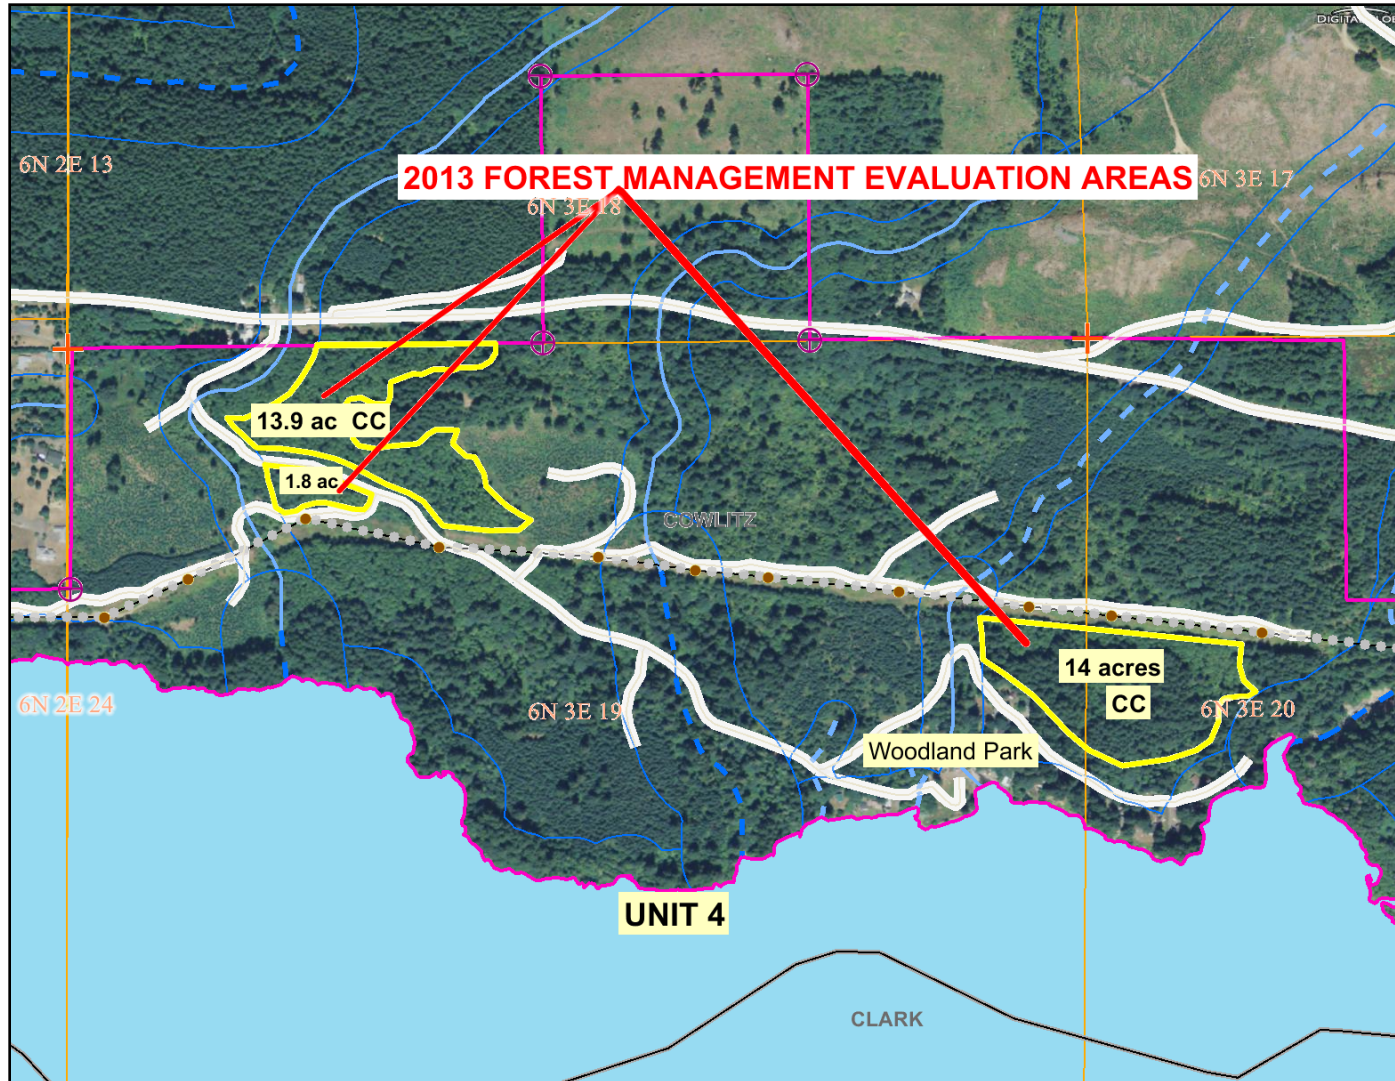 DIGITALGLOBE
6N 2E 13
2013 FOREST MANAGEMENT EVALUATION AREAS
6N 3E 17
6N 3E 18
13.9 ac CC
1.8 ac
COWLITZ
14 acres
CC
6N 2E 24
6N 3E 19
6N 3E 20
Woodland Park
UNIT 4
CLARK